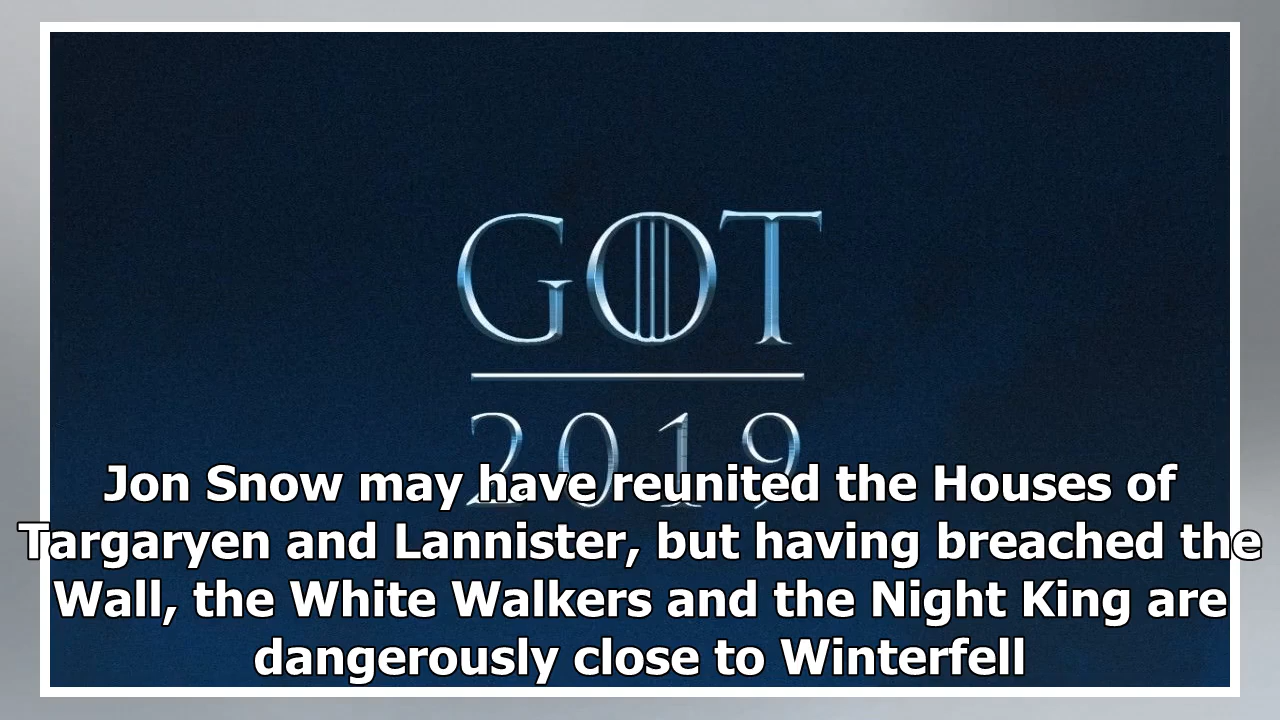 GOT
2019
Jon Snow may have reunited the Houses of
Targaryen and Lannister, but having breached the
Wall, the White Walkers and the Night King are
dangerously close to Winterfell